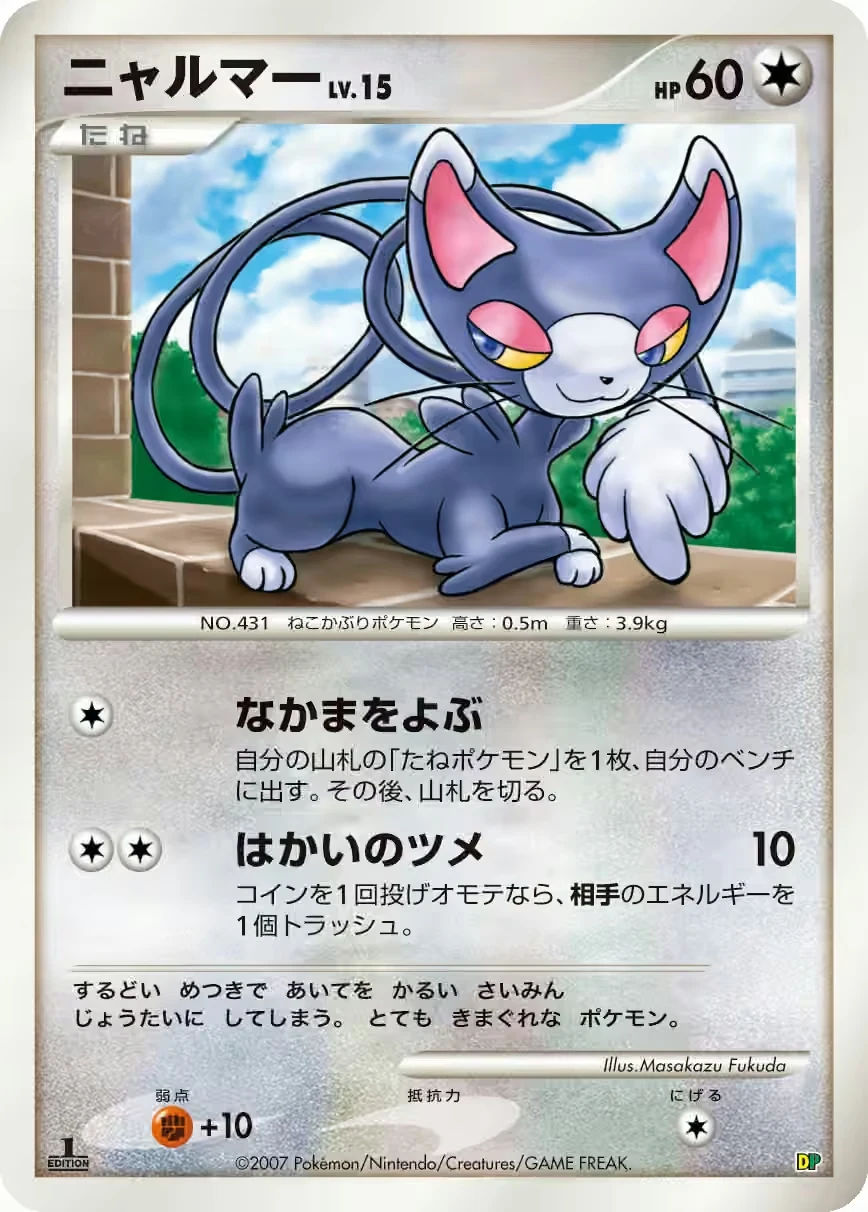 ニャルマー LV.15 HP60
たね
NO.431 ねこかぶりポケモン 高さ:0.5m 重さ:3.9kg
なかまをよぶ
自分の山札の「たねポケモン」を1枚、自分のベンチ
に出す。その後、山札を切る。
はかいのツメ 10
コインを1回投げオモテなら、相手のエネルギーを
1個トラッシュ。
するどい めつきで あいてを かるい さいみん
じょうたいに してしまう。 とても きまぐれな ポケモン。
Illus.Masakazu Fukuda
弱点 抵抗力 にげる
+10
1
EDITION
©2007 Pokémon/Nintendo/Creatures/GAME FREAK.
DP